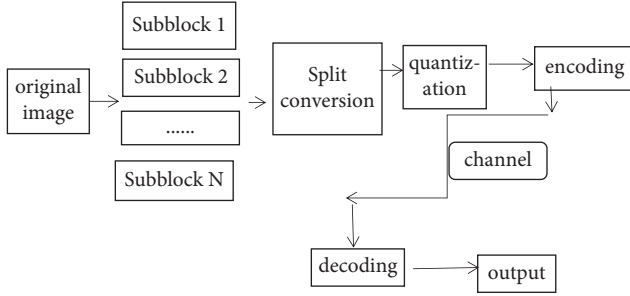 original
image
Subblock 1
Subblock 2
......
Subblock N
Split
conversion
quantiz-
ation
encoding
channel
decoding
output